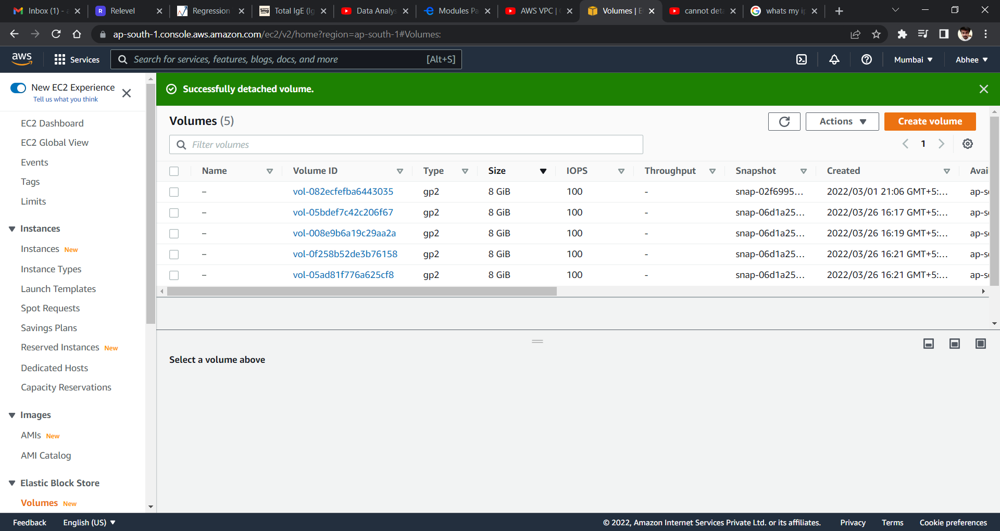 Inbox (1) -
Relevel
Regression
1mg Total IgE (Ig
Data Analys
Modules Pa
AWS VPC |
Volumes | E
cannot deta
whats my ip
ap-south-1.console.aws.amazon.com/ec2/v2/home?region=ap-south-1#Volumes:
aws
Services
Search for services, features, blogs, docs, and more [Alt+S]
Mumbai
Abhee
New EC2 Experience
Tell us what you think
EC2 Dashboard
EC2 Global View
Events
Tags
Limits
Instances
Instances New
Instance Types
Launch Templates
Spot Requests
Savings Plans
Reserved Instances New
Dedicated Hosts
Capacity Reservations
Images
AMIs New
AMI Catalog
Elastic Block Store
Volumes New
Successfully detached volume.
Volumes (5)
Actions
Create volume
Filter volumes
1
Name Volume ID Type Size IOPS Throughput Snapshot Created Avai
– vol-082ecfefba6443035 gp2 8 GiB 100 - snap-02f6995... 2022/03/01 21:06 GMT+5:... ap-s
– vol-05bdef7c42c206f67 gp2 8 GiB 100 - snap-06d1a25... 2022/03/26 16:17 GMT+5:... ap-s
– vol-008e9b6a19c29aa2a gp2 8 GiB 100 - snap-06d1a25... 2022/03/26 16:19 GMT+5:... ap-s
– vol-0f258b52de3b76158 gp2 8 GiB 100 - snap-06d1a25... 2022/03/26 16:21 GMT+5:... ap-s
– vol-05ad81f776a625cf8 gp2 8 GiB 100 - snap-06d1a25... 2022/03/26 16:21 GMT+5:... ap-s
Select a volume above
Feedback
English (US)
© 2022, Amazon Internet Services Private Ltd. or its affiliates.
Privacy
Terms
Cookie preferences